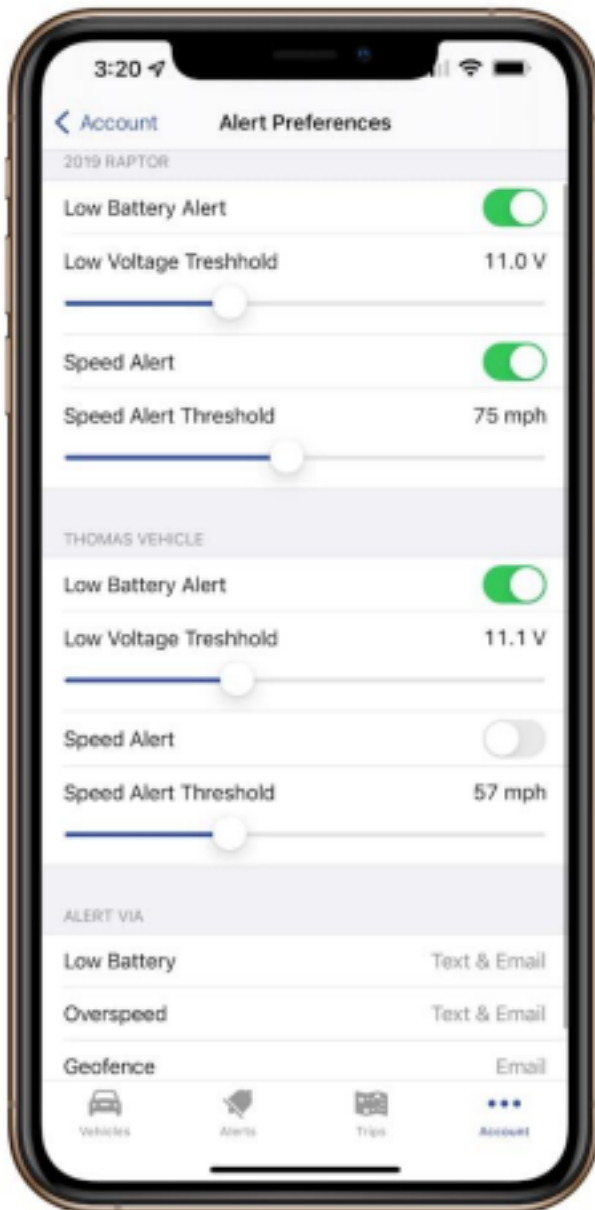 3:20
Account Alert Preferences
2019 RAPTOR
Low Battery Alert
Low Voltage Treshhold 11.0 V
Speed Alert
Speed Alert Threshold 75 mph
THOMAS VEHICLE
Low Battery Alert
Low Voltage Treshhold 11.1 V
Speed Alert
Speed Alert Threshold 57 mph
ALERT VIA
Low Battery Text & Email
Overspeed Text & Email
Geofence Email
Vehicles Alerts Trips Account